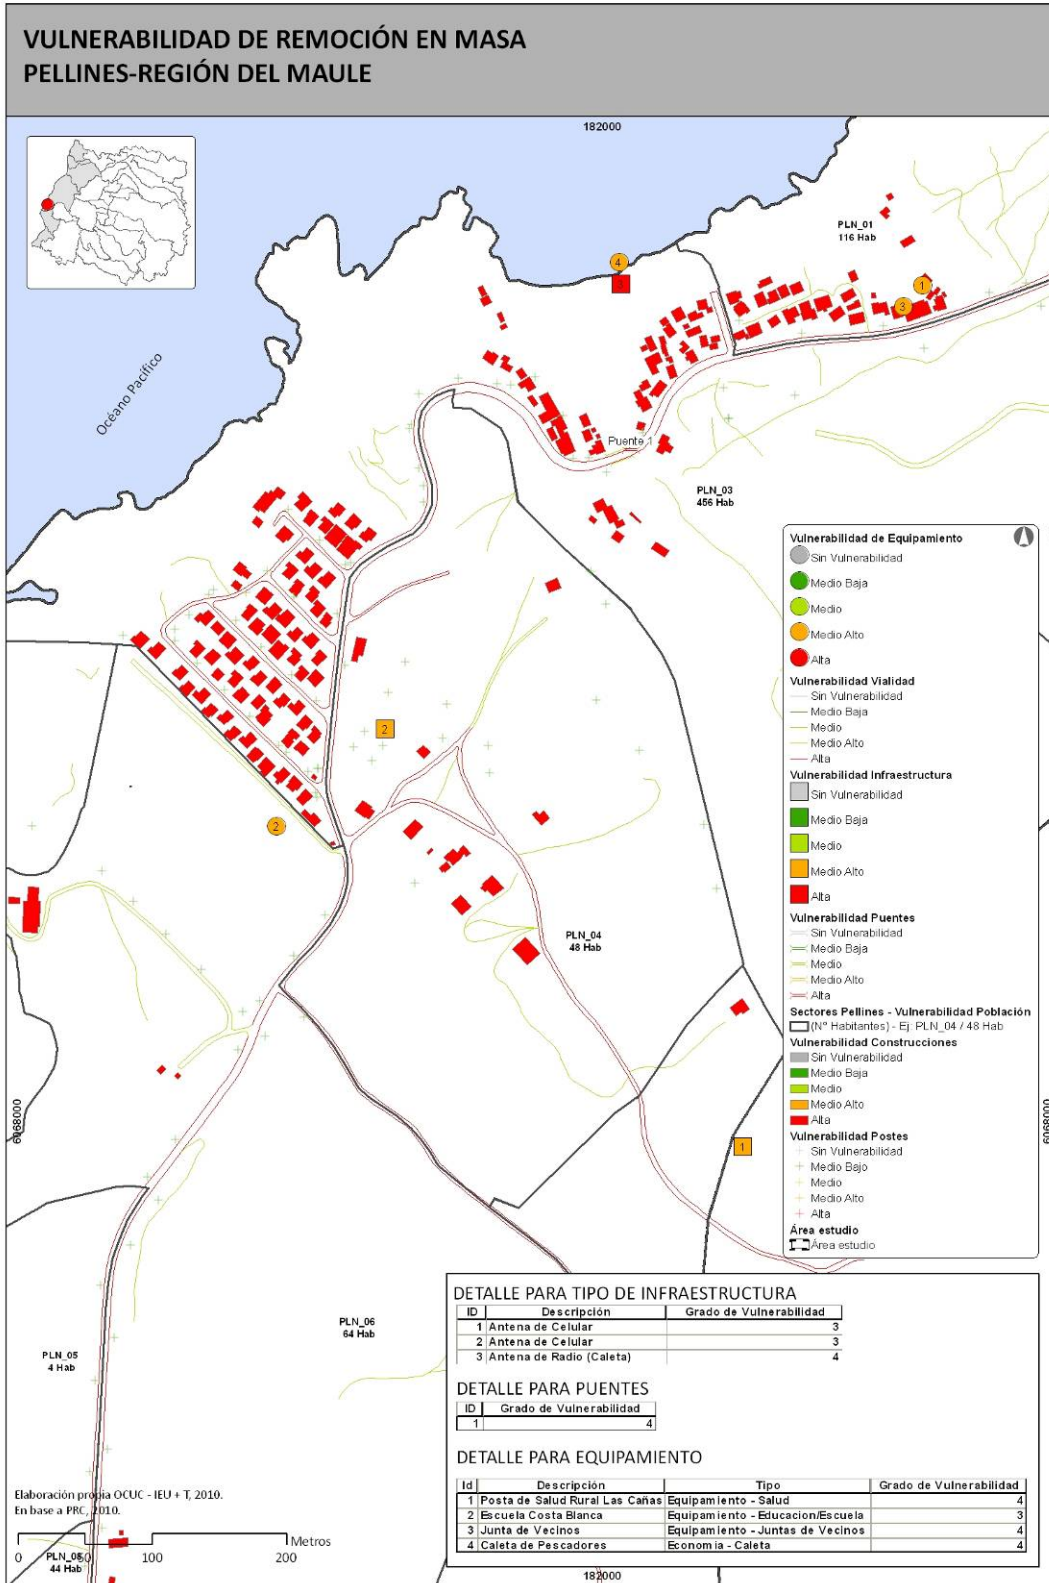 VULNERABILIDAD DE REMOCIÓN EN MASA
PELLINES-REGIÓN DEL MAULE
182000
PLN_01
116 Hab
4
3
1
3
Océano Pacífico
Puente 1
PLN_03
456 Hab
2
2
PLN_04
48 Hab
1
6068000
6068000
PLN_06
64 Hab
PLN_05
4 Hab
PLN_08
44 Hab
Vulnerabilidad de Equipamiento
Sin Vulnerabilidad
Medio Baja
Medio
Medio Alto
Alta
Vulnerabilidad Vialidad
Sin Vulnerabilidad
Medio Baja
Medio
Medio Alto
Alta
Vulnerabilidad Infraestructura
Sin Vulnerabilidad
Medio Baja
Medio
Medio Alto
Alta
Vulnerabilidad Puentes
Sin Vulnerabilidad
Medio Baja
Medio
Medio Alto
Alta
Sectores Pellines - Vulnerabilidad Población
(N° Habitantes) - Ej: PLN_04 / 48 Hab
Vulnerabilidad Construcciones
Sin Vulnerabilidad
Medio Baja
Medio
Medio Alto
Alta
Vulnerabilidad Postes
Sin Vulnerabilidad
Medio Bajo
Medio
Medio Alto
Alta
Área estudio
Área estudio
DETALLE PARA TIPO DE INFRAESTRUCTURA
ID Descripción Grado de Vulnerabilidad
1 Antena de Celular 3
2 Antena de Celular 3
3 Antena de Radio (Caleta) 4
DETALLE PARA PUENTES
ID Grado de Vulnerabilidad
1 4
DETALLE PARA EQUIPAMIENTO
Id Descripción Tipo Grado de Vulnerabilidad
1 Posta de Salud Rural Las Cañas Equipamiento - Salud 4
2 Escuela Costa Blanca Equipamiento - Educacion/Escuela 3
3 Junta de Vecinos Equipamiento - Juntas de Vecinos 4
4 Caleta de Pescadores Economia - Caleta 4
Elaboración propia OCUC - IEU + T, 2010.
En base a PRC, 2010.
Metros
0 50 100 200
182000